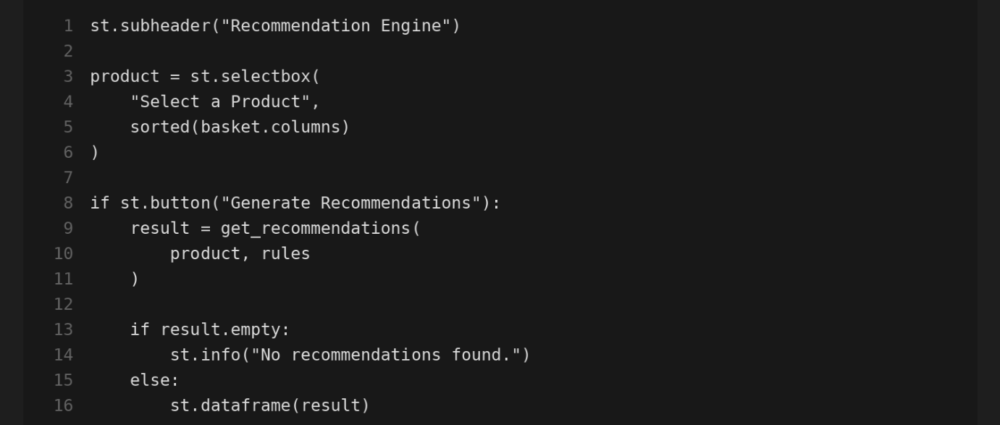 1 st.subheader("Recommendation Engine")
2
3 product = st.selectbox(
4     "Select a Product",
5     sorted(basket.columns)
6 )
7
8 if st.button("Generate Recommendations"):
9     result = get_recommendations(
10         product, rules
11     )
12
13     if result.empty:
14         st.info("No recommendations found.")
15     else:
16         st.dataframe(result)